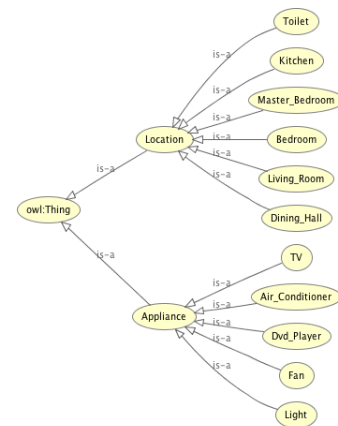 Toilet
is-a
Kitchen
is-a
Master_Bedroom
is-a
Location
is-a
Bedroom
is-a
is-a
Living_Room
is-a
owl:Thing
Dining_Hall
TV
is-a
is-a
Air_Conditioner
is-a
Appliance
is-a
Dvd_Player
is-a
Fan
is-a
Light